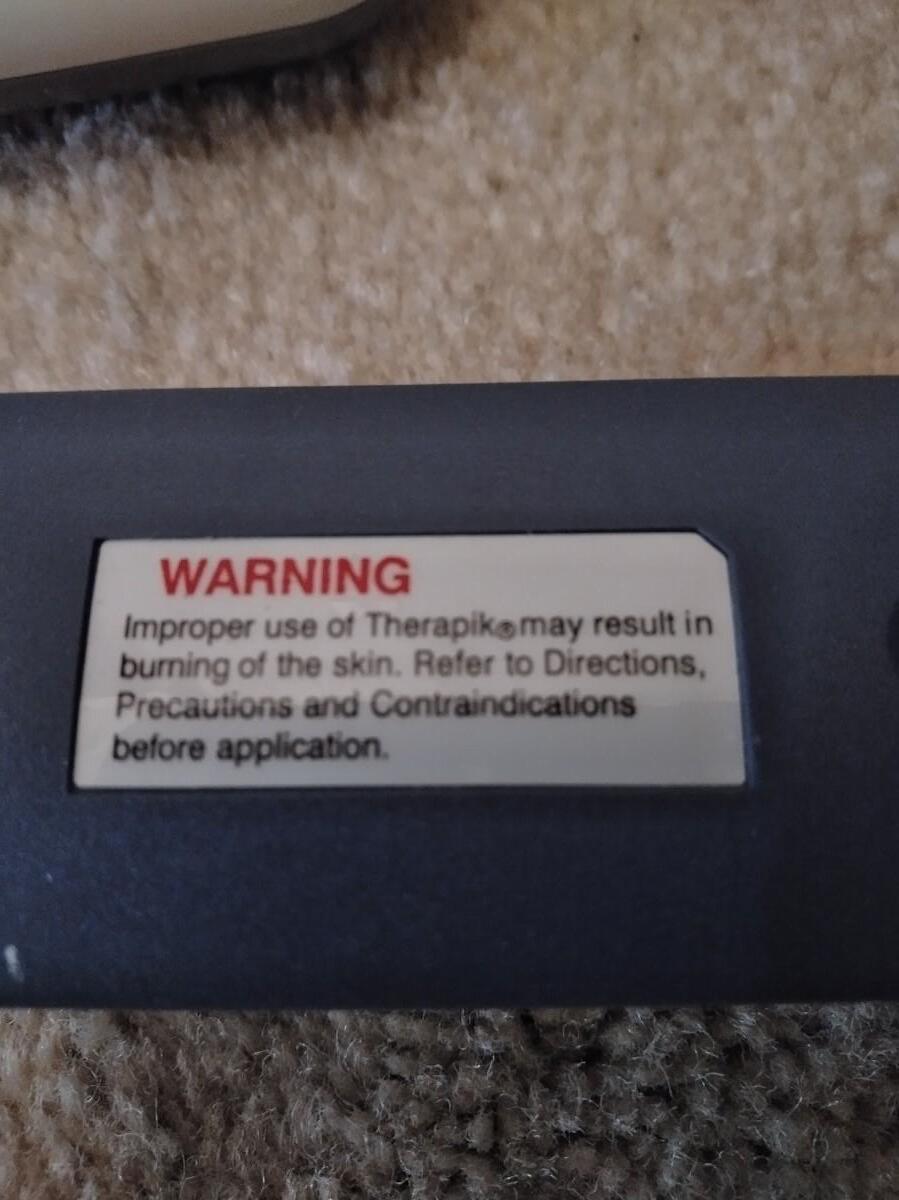 WARNING
Improper use of Therapik® may result in
burning of the skin. Refer to Directions,
Precautions and Contraindications
before application.